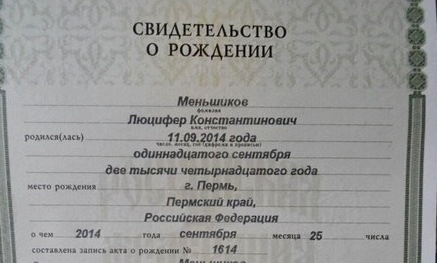 СВИДЕТЕЛЬСТВО
О РОЖДЕНИИ
Меньшиков
фамилия
Люцифер Константинович
имя, отчество
родился(лась) 11.09.2014 года
число, месяц, год (цифрами и прописью)
одиннадцатого сентября
две тысячи четырнадцатого года
место рождения г. Пермь,
Пермский край,
Российская Федерация
о чем 2014 года сентября месяца 25 числа
составлена запись акта о рождении № 1614